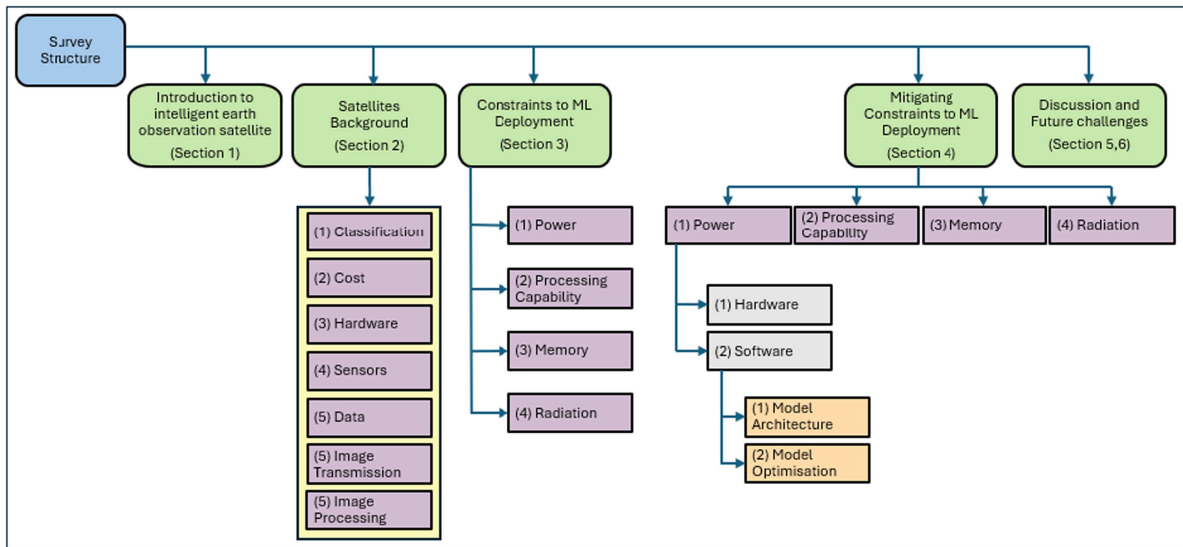 Survey
Structure
Introduction to
intelligent earth
observation satellite
(Section 1)
Satellites
Background
(Section 2)
Constraints to ML
Deployment
(Section 3)
Mitigating
Constraints to ML
Deployment
(Section 4)
Discussion and
Future challenges
(Section 5,6)
(1) Classification
(2) Cost
(3) Hardware
(4) Sensors
(5) Data
(5) Image
Transmission
(5) Image
Processing
(1) Power
(2) Processing
Capability
(3) Memory
(4) Radiation
(1) Power
(2) Processing
Capability
(3) Memory
(4) Radiation
(1) Hardware
(2) Software
(1) Model
Architecture
(2) Model
Optimisation